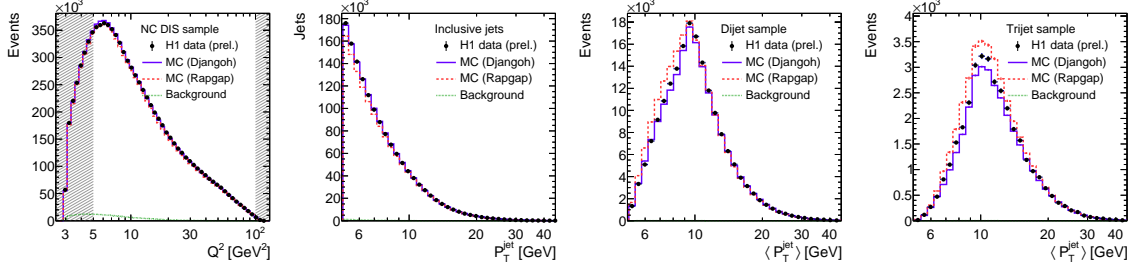 ×10³
NC DIS sample
H1 data (prel.)
MC (Djangoh)
MC (Rapgap)
Background
Events
350
300
250
200
150
100
50
0
3 4 5 6 7 10 20 30 100
Q² [GeV²]
×10³
Inclusive jets
H1 data (prel.)
MC (Djangoh)
MC (Rapgap)
Background
Jets
180
160
140
120
100
80
60
40
20
0
6 10 20 30 40
P_T^jet [GeV]
×10³
Dijet sample
H1 data (prel.)
MC (Djangoh)
MC (Rapgap)
Background
Events
18
16
14
12
10
8
6
4
2
0
6 10 20 30 40
⟨ P_T^jet ⟩ [GeV]
×10³
Trijet sample
H1 data (prel.)
MC (Djangoh)
MC (Rapgap)
Background
Events
3.5
3
2.5
2
1.5
1
0.5
0
6 10 20 30 40
⟨ P_T^jet ⟩ [GeV]